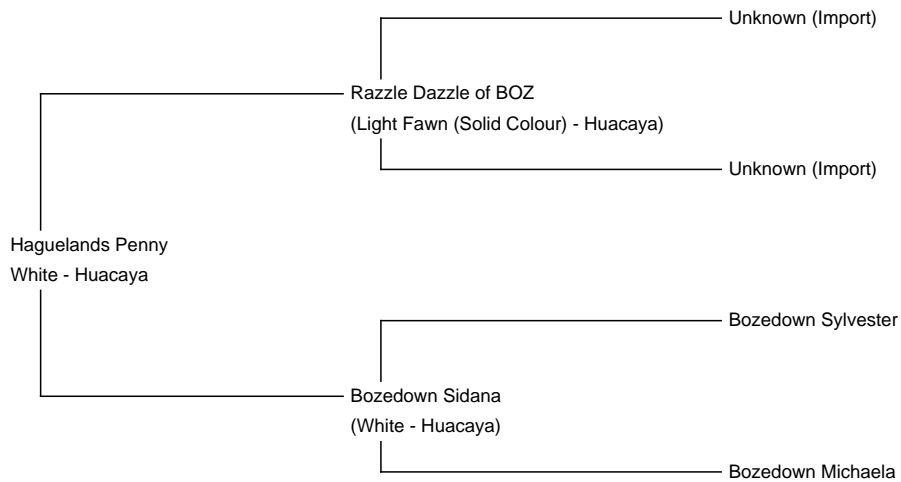 Unknown (Import)
Razzle Dazzle of BOZ
(Light Fawn (Solid Colour) - Huacaya)
Unknown (Import)
Haguelands Penny
White - Huacaya
Bozedown Sylvester
Bozedown Sidana
(White - Huacaya)
Bozedown Michaela